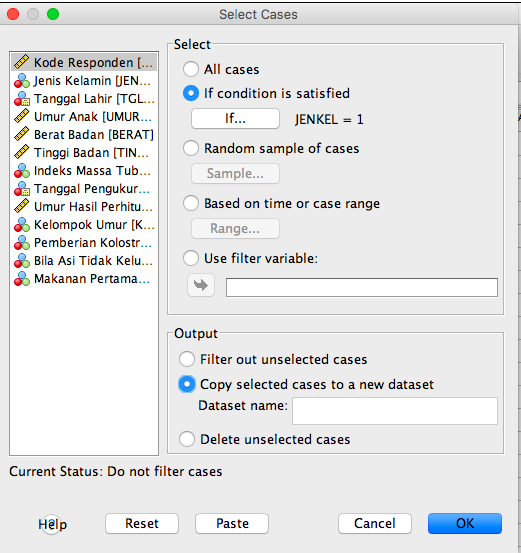 Select Cases
Kode Responden [...
Jenis Kelamin [JEN...
Tanggal Lahir [TGL...
Umur Anak [UMUR...
Berat Badan [BERAT]
Tinggi Badan [TIN...
Indeks Massa Tub...
Tanggal Pengukur...
Umur Hasil Perhitu...
Kelompok Umur [K...
Pemberian Kolostr...
Bila Asi Tidak Kelu...
Makanan Pertama...
Select
All cases
If condition is satisfied
If... JENKEL = 1
Random sample of cases
Sample...
Based on time or case range
Range...
Use filter variable:
Output
Filter out unselected cases
Copy selected cases to a new dataset
Dataset name:
Delete unselected cases
Current Status: Do not filter cases
Help Reset Paste Cancel OK